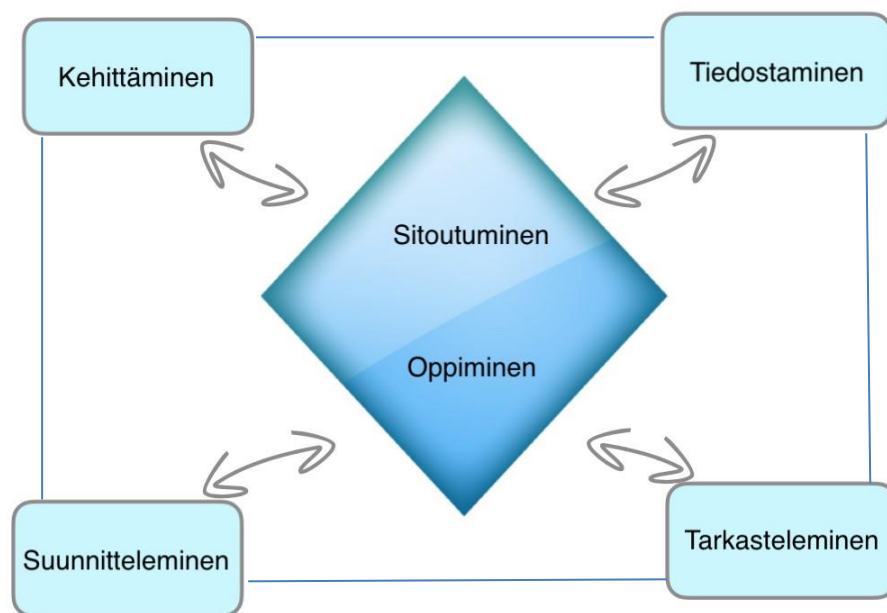 Kehittäminen
Tiedostaminen
Sitoutuminen
Oppiminen
Suunnitteleminen
Tarkasteleminen